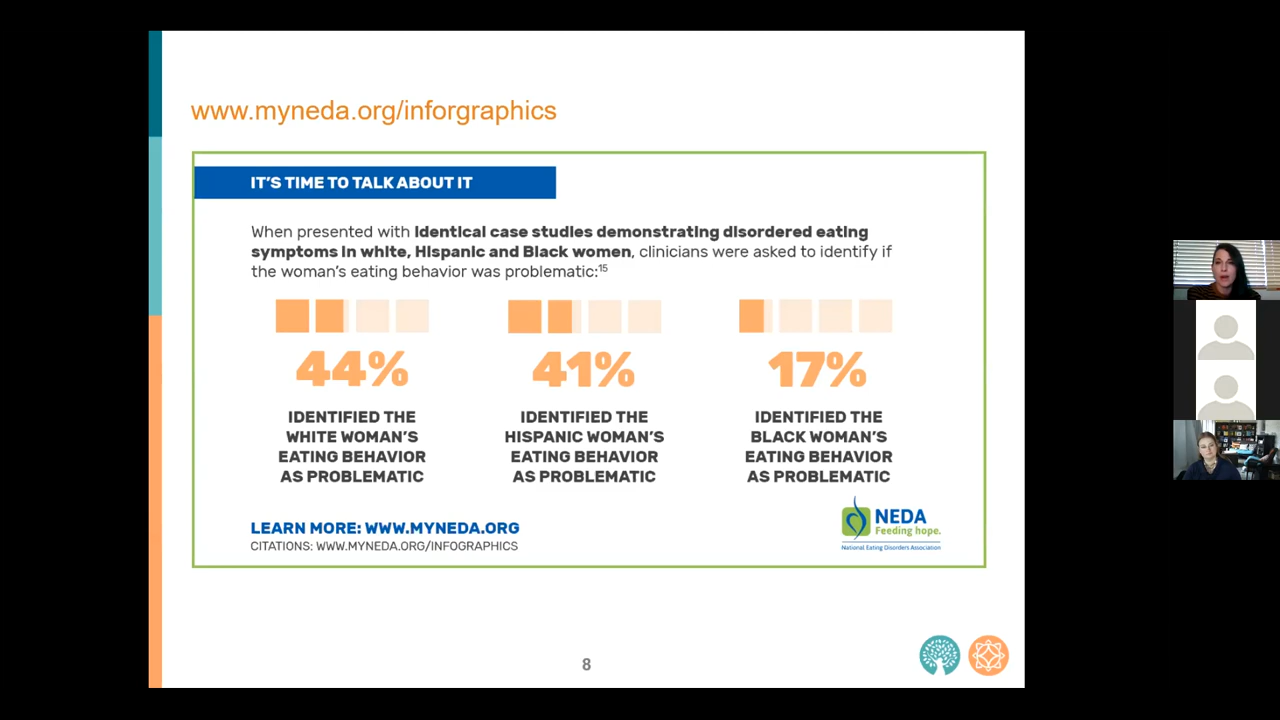 www.myneda.org/inforgraphics
IT'S TIME TO TALK ABOUT IT
When presented with identical case studies demonstrating disordered eating
symptoms in white, Hispanic and Black women, clinicians were asked to identify if
the woman's eating behavior was problematic:15
44%
IDENTIFIED THE
WHITE WOMAN'S
EATING BEHAVIOR
AS PROBLEMATIC
41%
IDENTIFIED THE
HISPANIC WOMAN'S
EATING BEHAVIOR
AS PROBLEMATIC
17%
IDENTIFIED THE
BLACK WOMAN'S
EATING BEHAVIOR
AS PROBLEMATIC
LEARN MORE: WWW.MYNEDA.ORG
CITATIONS: WWW.MYNEDA.ORG/INFOGRAPHICS
NEDA
Feeding hope.
National Eating Disorders Association
8